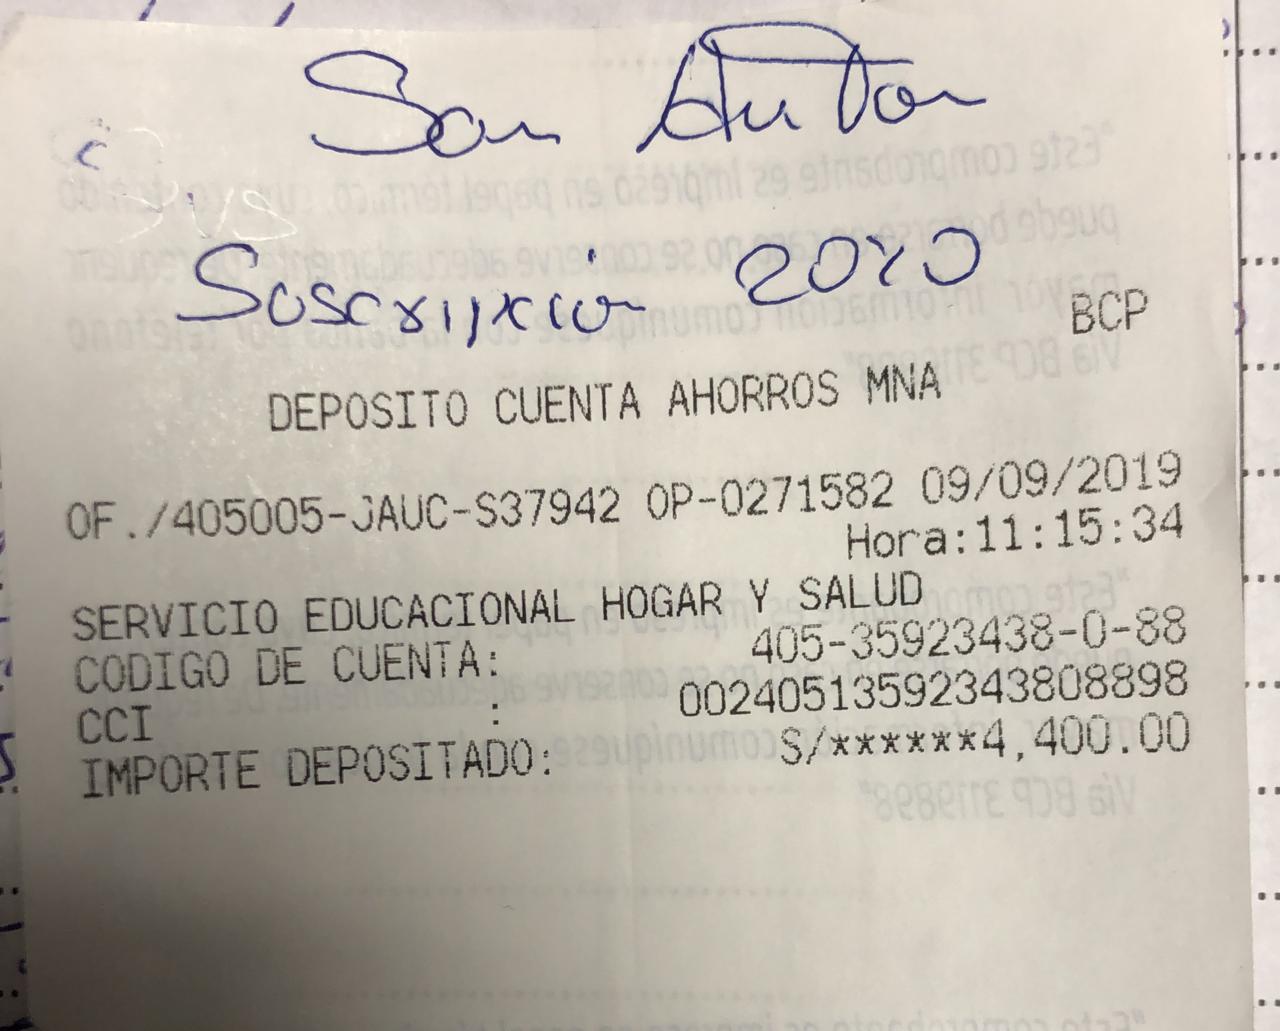 San Anton
Suscripción 2020
BCP
DEPOSITO CUENTA AHORROS MNA
OF./405005-JAUC-S37942 OP-0271582 09/09/2019
Hora:11:15:34
SERVICIO EDUCACIONAL HOGAR Y SALUD
CODIGO DE CUENTA: 405-35923438-0-88
CCI : 00240513592343808898
IMPORTE DEPOSITADO: S/******4,400.00